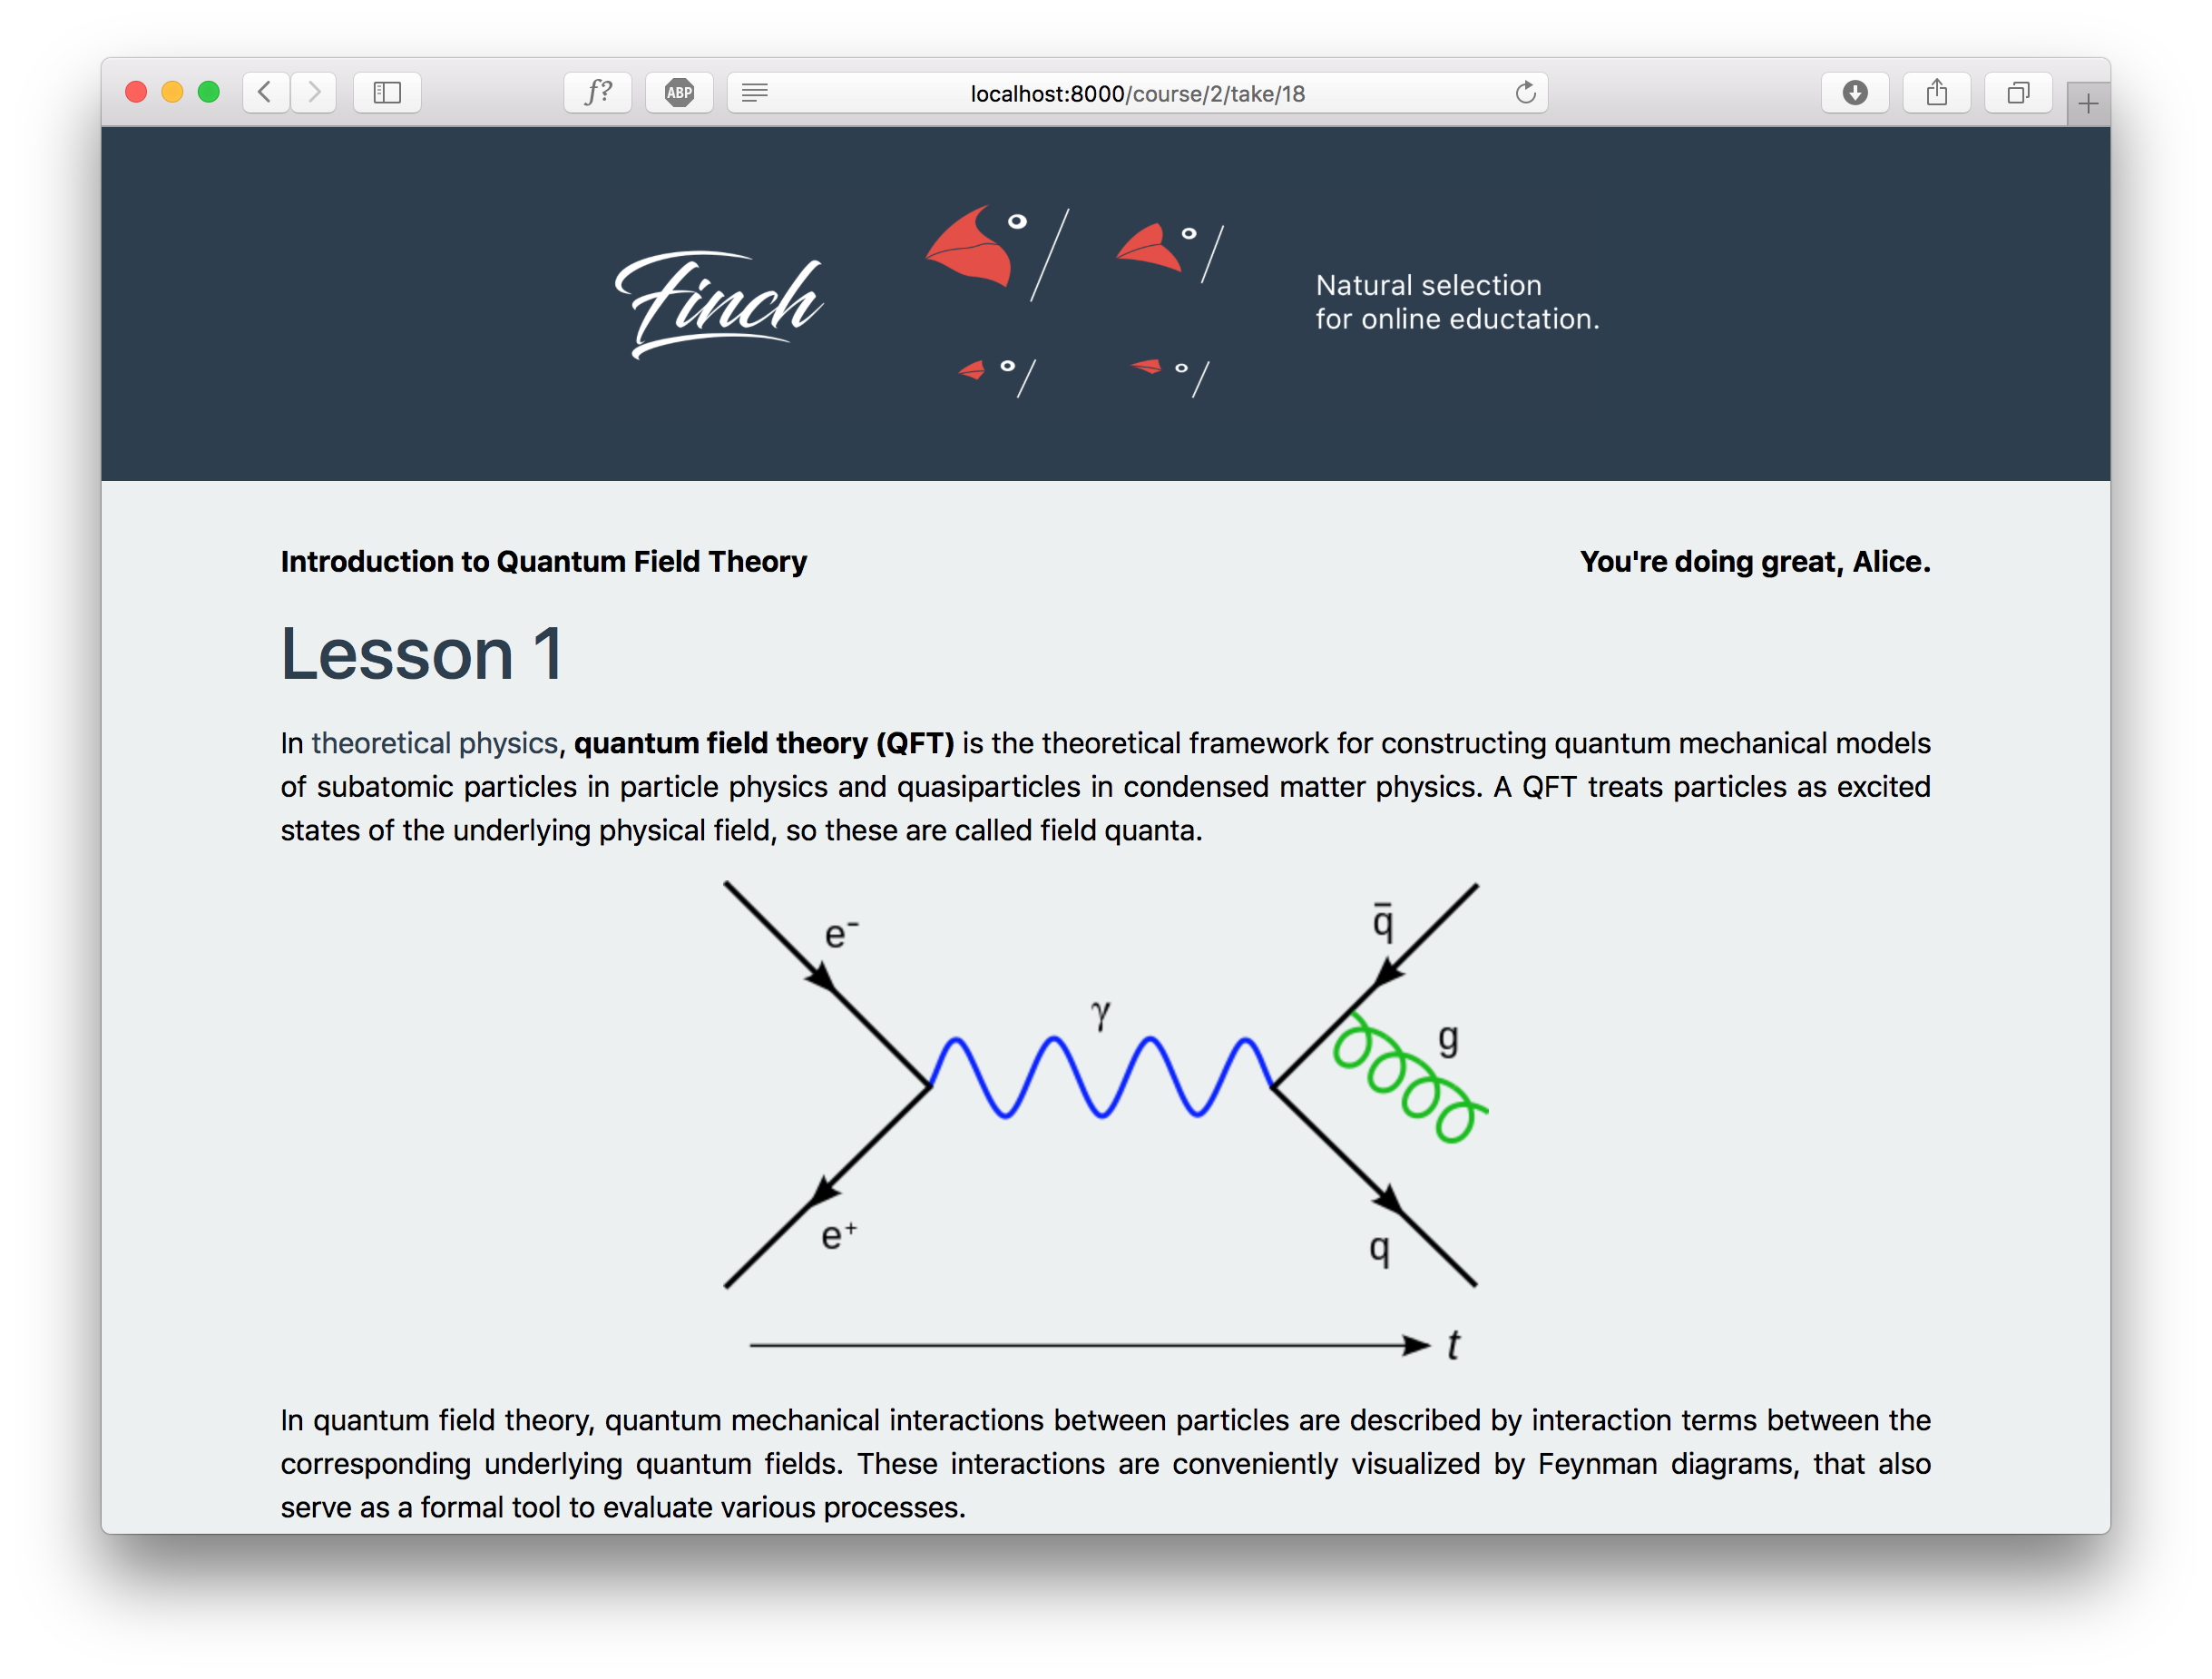 f?
ABP
localhost:8000/course/2/take/18
Finch
Natural selection
for online eductation.
Introduction to Quantum Field Theory
You're doing great, Alice.
Lesson 1
In theoretical physics, quantum field theory (QFT) is the theoretical framework for constructing quantum mechanical models
of subatomic particles in particle physics and quasiparticles in condensed matter physics. A QFT treats particles as excited
states of the underlying physical field, so these are called field quanta.
e⁻
q̄
γ
g
e⁺
q
t
In quantum field theory, quantum mechanical interactions between particles are described by interaction terms between the
corresponding underlying quantum fields. These interactions are conveniently visualized by Feynman diagrams, that also
serve as a formal tool to evaluate various processes.